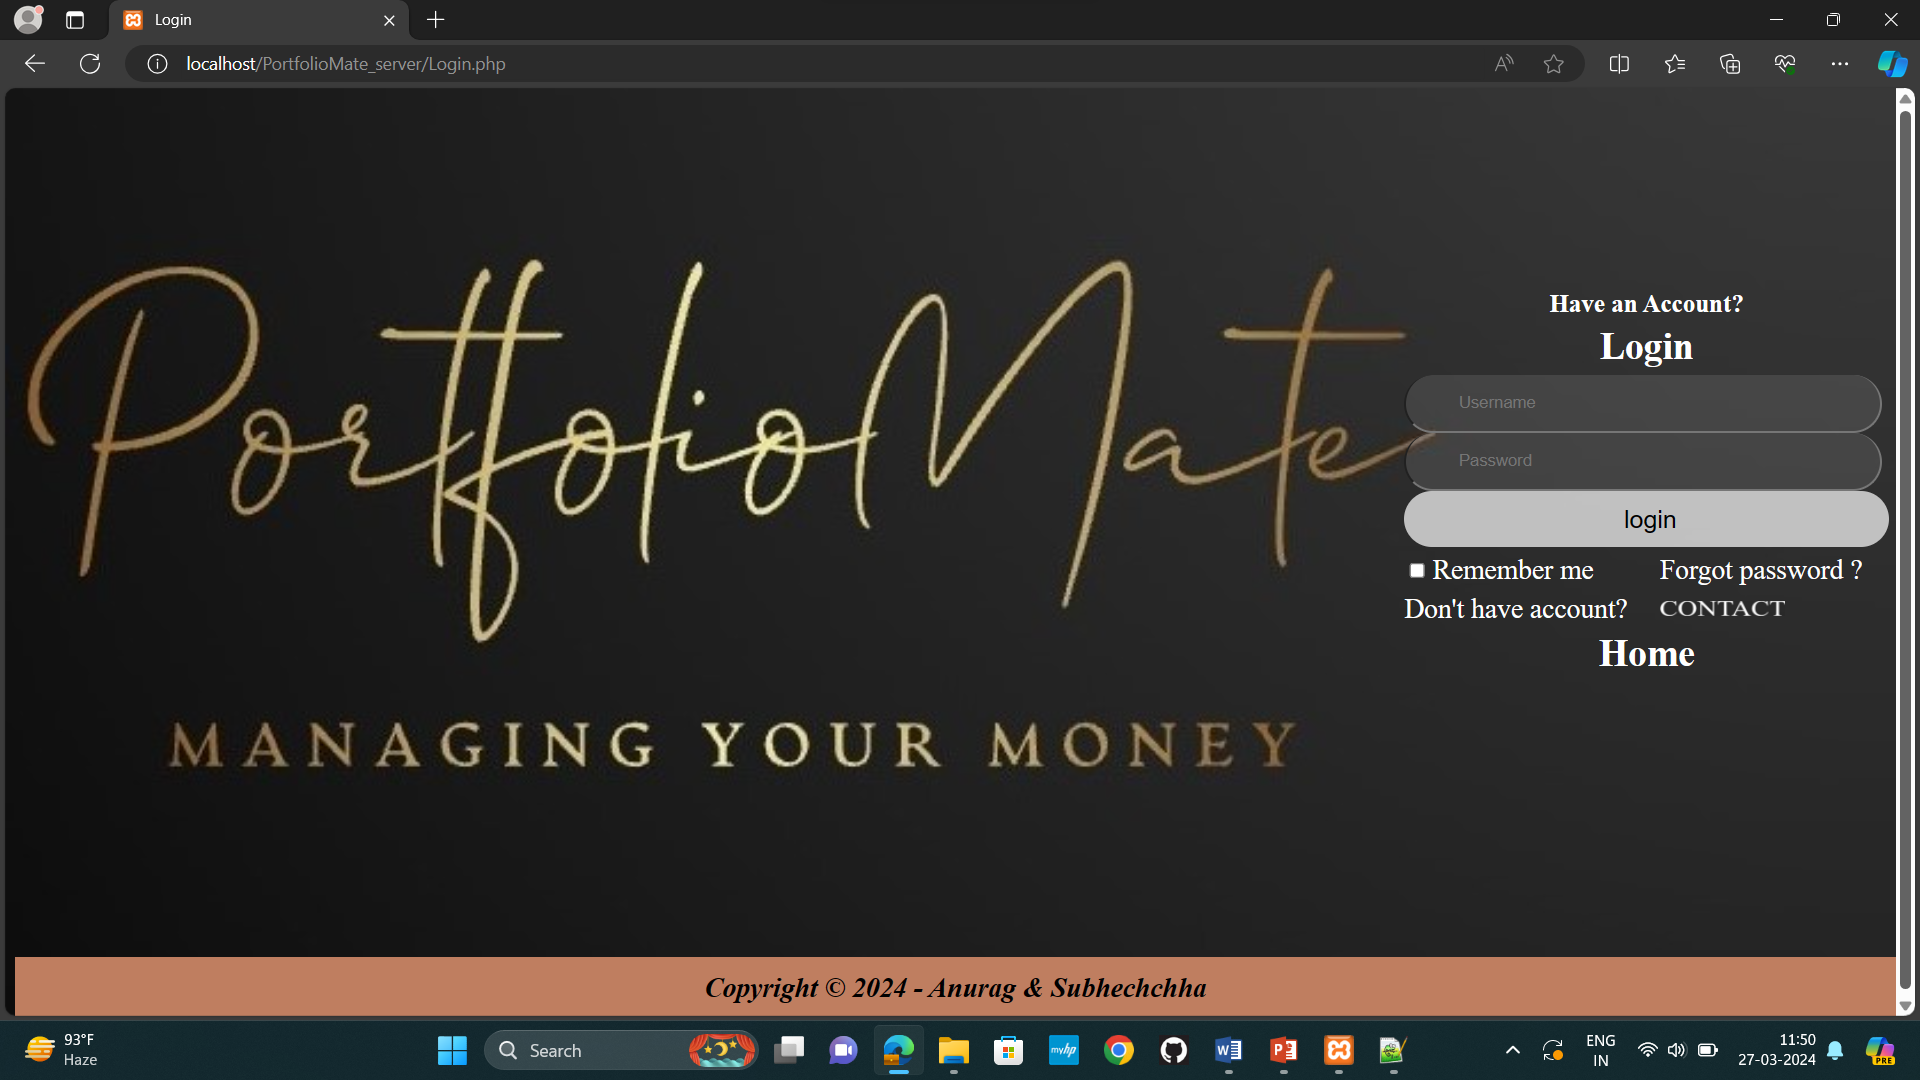 Login
localhost/PortfolioMate_server/Login.php
PortfolioMate
MANAGING YOUR MONEY
Have an Account?
Login
Username
Password
login
Remember me
Forgot password ?
Don't have account?
CONTACT
Home
Copyright © 2024 - Anurag & Subhechchha
93°F
Haze
Search
myhp
ENG
IN
11:50
27-03-2024
PRE